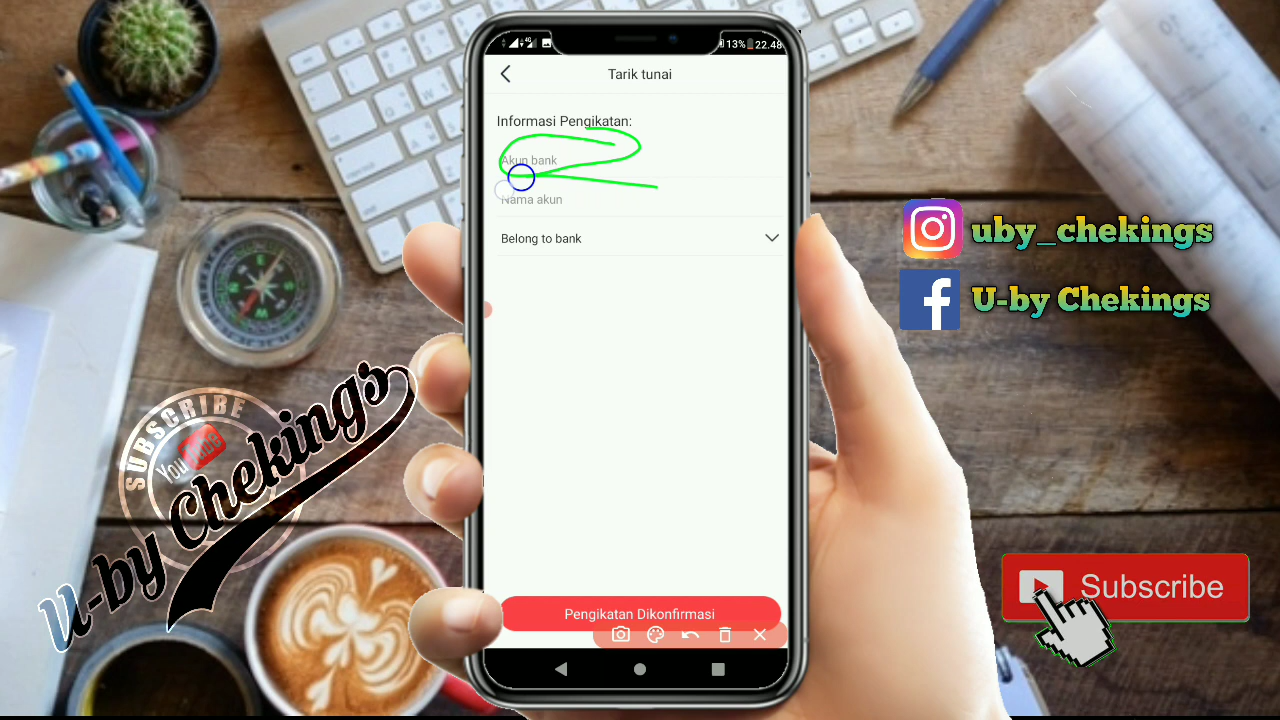 13% 22.48
Tarik tunai
Informasi Pengikatan:
Akun bank
Nama akun
Belong to bank
Pengikatan Dikonfirmasi
uby_chekings
U-by Chekings
SUBSCRIBE
YouTube
U-by Chekings
Subscribe